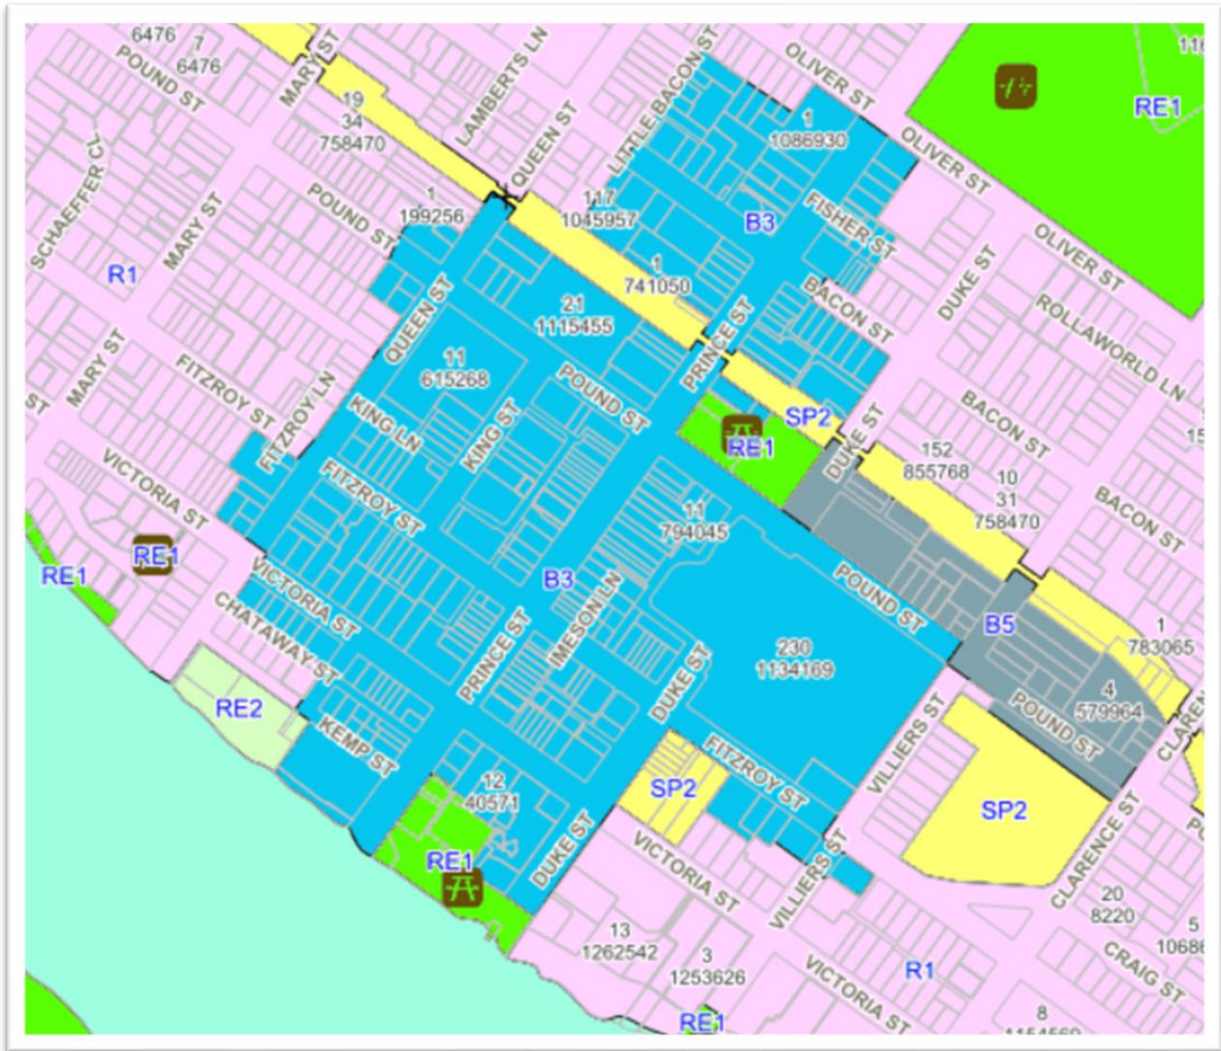 6476
7
6476
POUND ST
MARY ST
19
34
758470
LAMBERTS LN
QUEEN ST
LITTLE BACON ST
OLIVER ST
1
1086930
RE1
OLIVER ST
SCHAEFFER CL
MARY ST
POUND ST
1
199256
117
1045957
B3
FISHER ST
OLIVER ST
R1
QUEEN ST
21
1115455
1
741050
PRINCE ST
BACON ST
DUKE ST
ROLLAWORLD LN
MARY ST
FITZROY ST
FITZROY LN
11
615268
KING LN
KING ST
POUND ST
SP2
RE1
DUKE ST
BACON ST
152
855768
10
31
758470
BACON ST
ST
VICTORIA ST
FITZROY ST
11
794045
RE1
RE1
VICTORIA ST
B3
IMESON LN
POUND ST
B5
1
783065
CHATAWAY ST
PRINCE ST
DUKE ST
230
1134169
4
579964
POUND ST
RE2
KEMP ST
VILLIERS ST
12
40571
SP2
FITZROY ST
SP2
RE1
DUKE ST
VICTORIA ST
VILLIERS ST
CLARENCE ST
20
8220
13
1262542
3
1253626
VICTORIA ST
R1
CRAIG ST
5
RE1
8